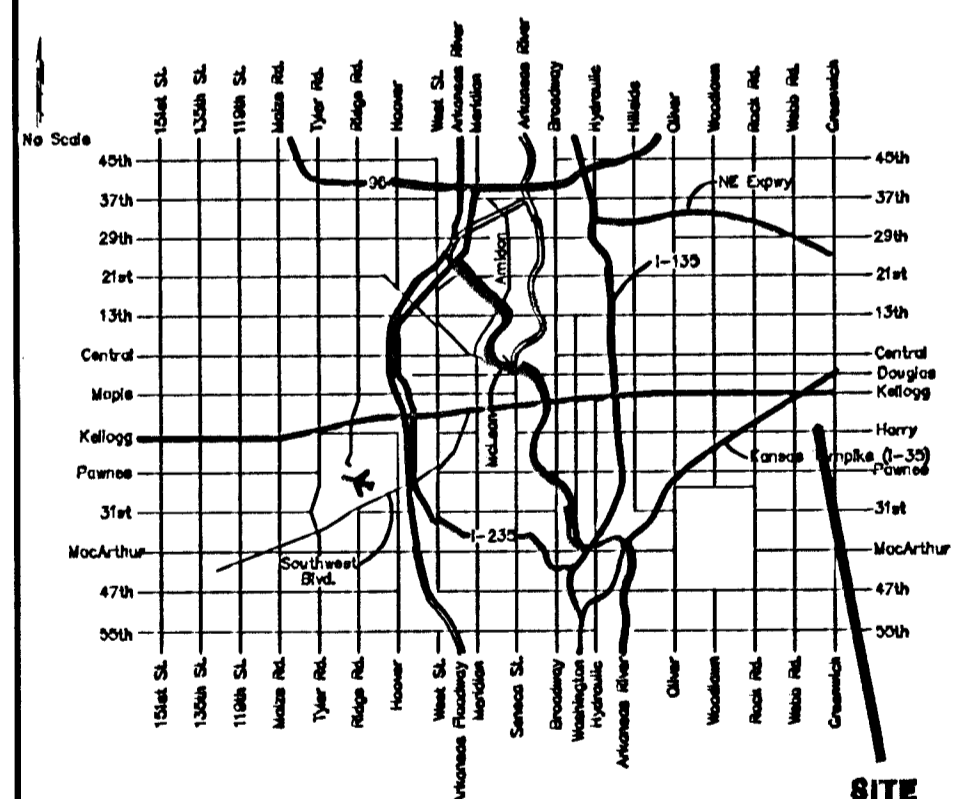 151st St.
135th St.
119th St.
Maize Rd.
Tyler Rd.
Ridge Rd.
Hoover
West St.
Arkansas River
Meridian
Arkansas River
Broadway
Hydraulic
Hillside
Oliver
Woodlawn
Rock Rd.
Webb Rd.
Greenwich
No Scale
45th
45th
96
NE Expwy
37th
37th
29th
29th
Amidon
I-135
21st
21st
13th
13th
Central
Central
Douglas
Maple
Kellogg
McLean
Kellogg
Harry
Kansas Turnpike (I-35)
Pawnee
Pawnee
31st
31st
I-235
MacArthur
MacArthur
Southwest
Blvd.
47th
47th
55th
55th
151st St.
135th St.
119th St.
Maize Rd.
Tyler Rd.
Ridge Rd.
Hoover
West St.
Arkansas Floodway
Meridian
Seneca St.
Broadway
Washington
Hydraulic
Arkansas River
Oliver
Woodlawn
Rock Rd.
Webb Rd.
Greenwich
SITE